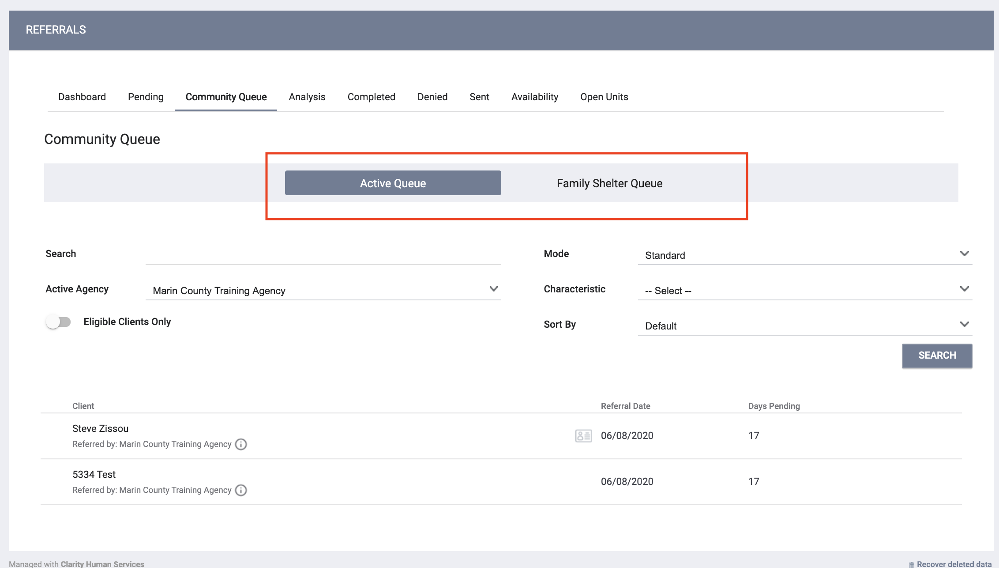 REFERRALS
Dashboard Pending Community Queue Analysis Completed Denied Sent Availability Open Units
Community Queue
Active Queue Family Shelter Queue
Search Mode Standard
Active Agency Marin County Training Agency Characteristic -- Select --
Eligible Clients Only Sort By Default
SEARCH
Client Referral Date Days Pending
Steve Zissou
06/08/2020 17
Referred by: Marin County Training Agency
5334 Test
06/08/2020 17
Referred by: Marin County Training Agency
Managed with Clarity Human Services Recover deleted data